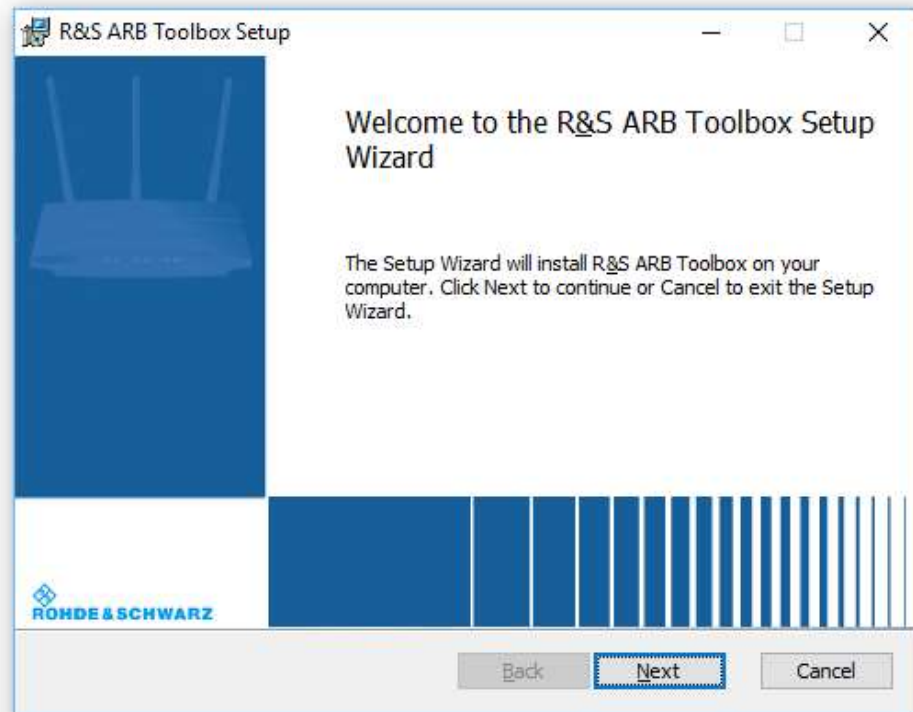 R&S ARB Toolbox Setup
Welcome to the R&S ARB Toolbox Setup
Wizard
The Setup Wizard will install R&S ARB Toolbox on your
computer. Click Next to continue or Cancel to exit the Setup
Wizard.
ROHDE&SCHWARZ
Back
Next
Cancel